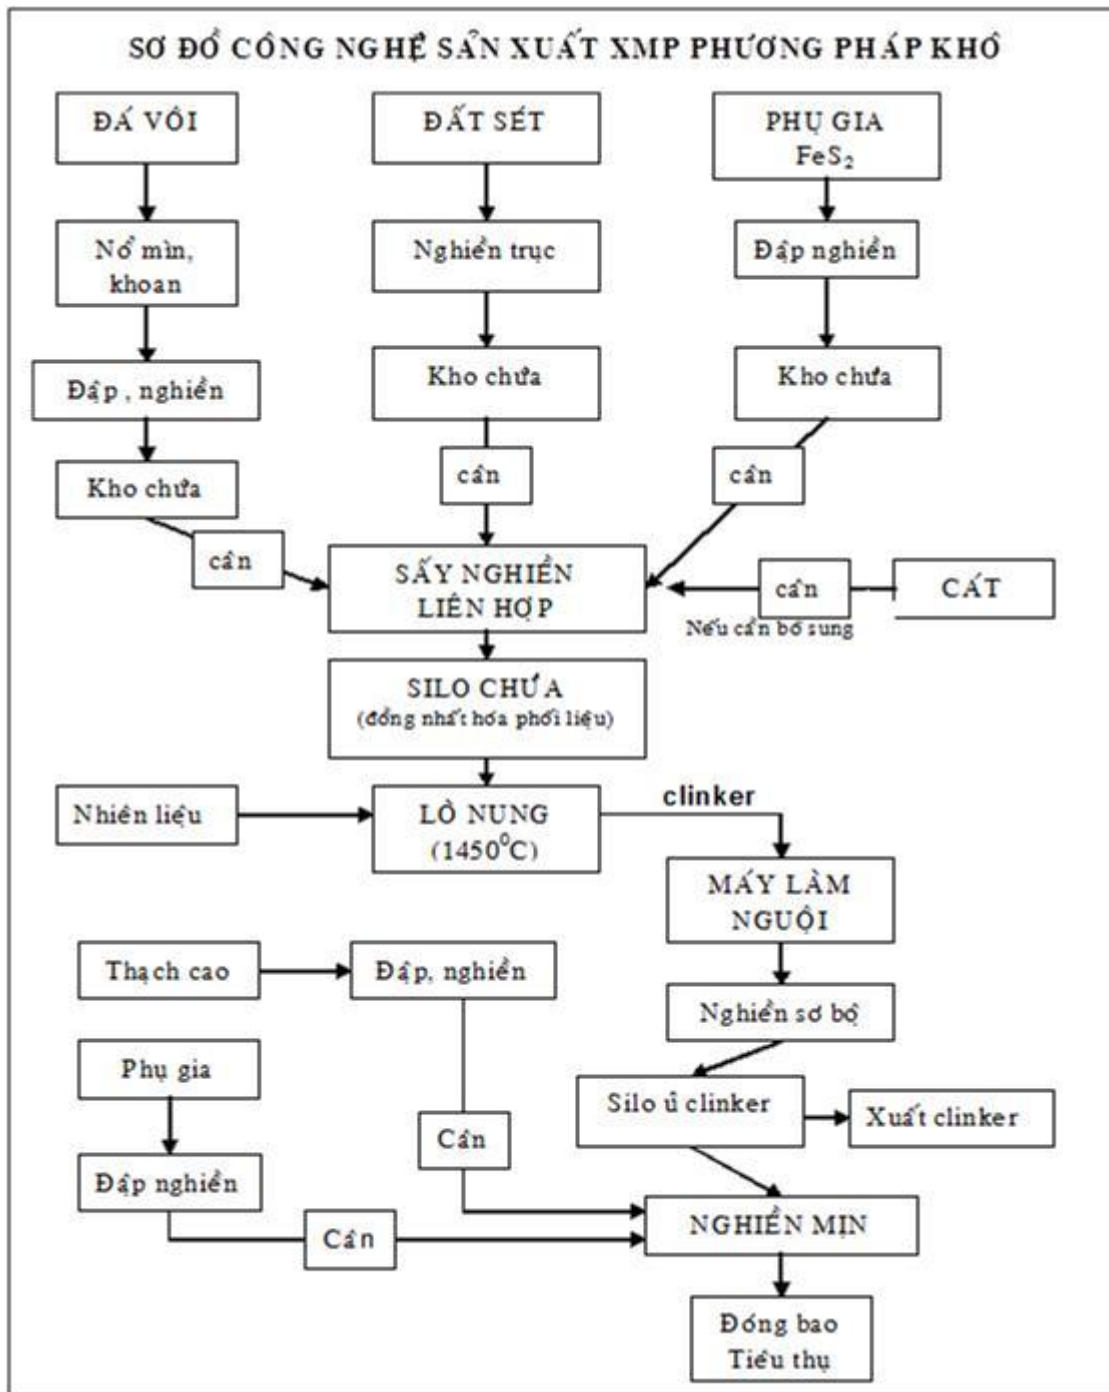 SƠ ĐỒ CÔNG NGHỆ SẢN XUẤT XMP PHƯƠNG PHÁP KHÔ
ĐÁ VÔI
ĐẤT SÉT
PHỤ GIA
FeS₂
Nổ mìn,
khoan
Nghiền trục
Đập nghiền
Đập , nghiền
Kho chứa
Kho chứa
Kho chứa
cân
cân
cân
SẤY NGHIỀN
LIÊN HỢP
cân
CÁT
Nếu cần bổ sung
SILO CHƯA
(đồng nhất hóa phối liệu)
Nhiên liệu
LÒ NUNG
(1450⁰C)
clinker
MÁY LÀM
NGUỘI
Thạch cao
Đập, nghiền
Nghiền sơ bộ
Phụ gia
Silo ủ clinker
Xuất clinker
Cân
Đập nghiền
Cân
NGHIỀN MỊN
Đóng bao
Tiêu thụ